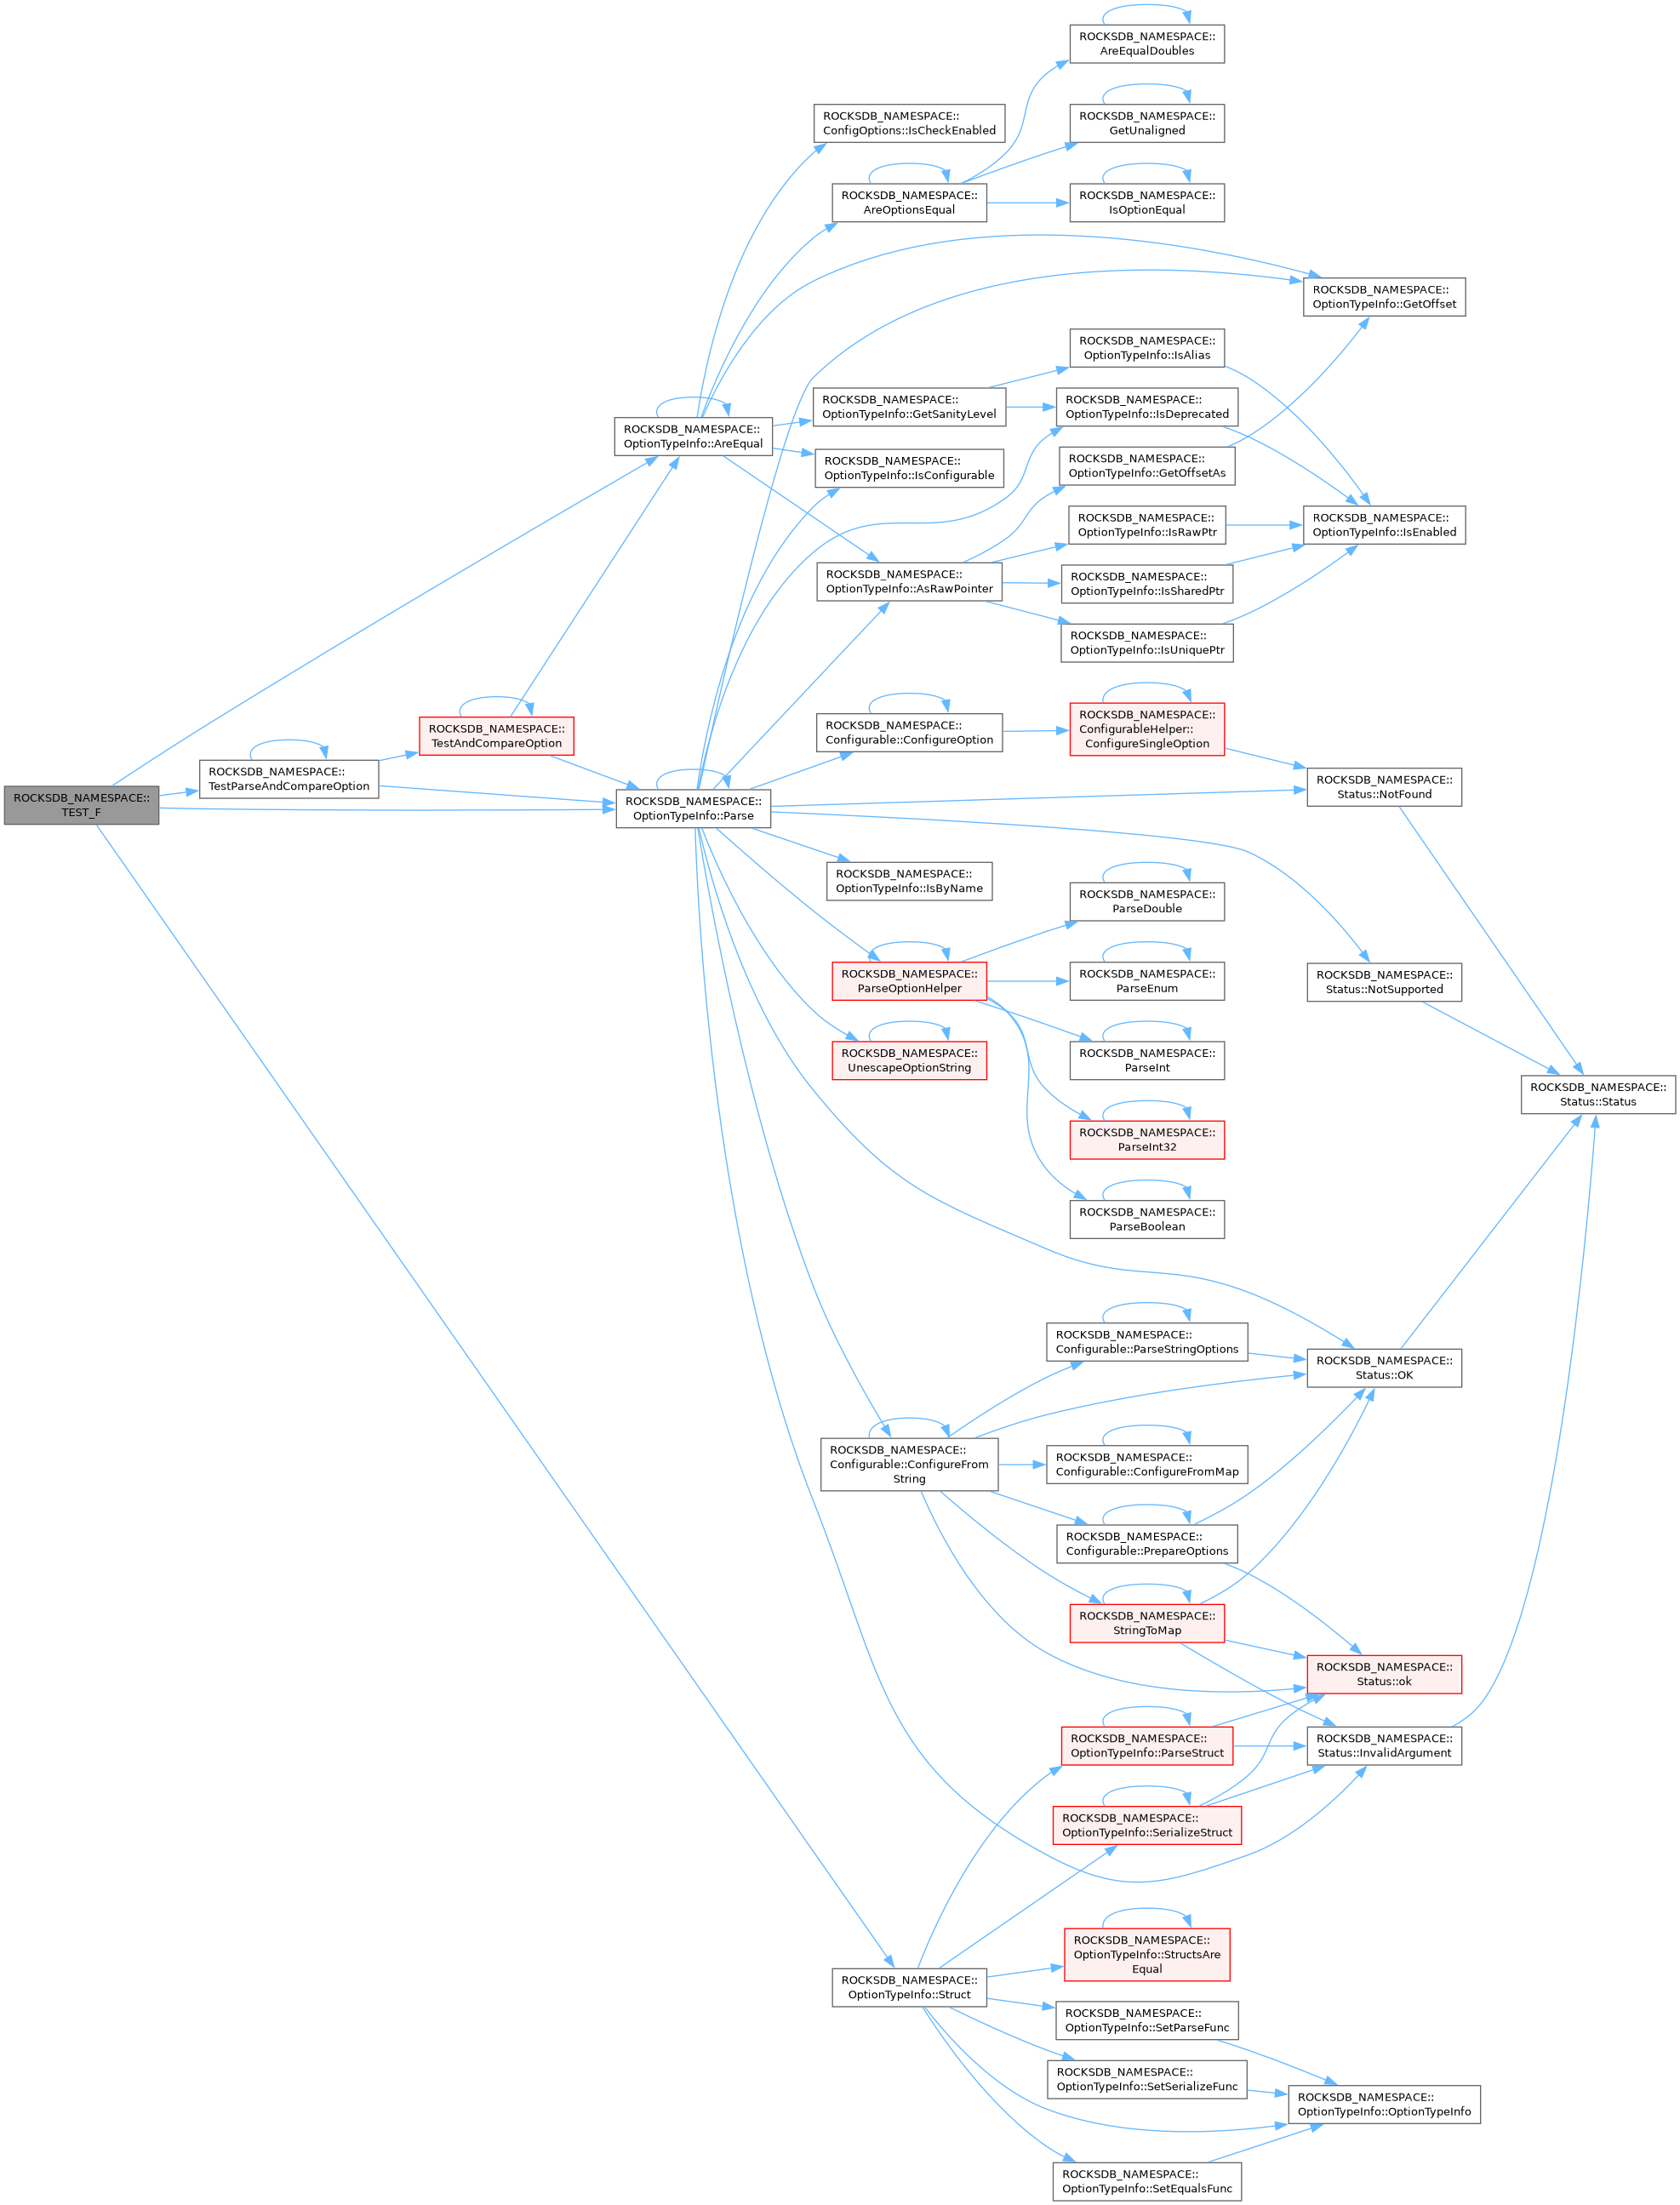 ROCKSDB_NAMESPACE::
TEST_F
ROCKSDB_NAMESPACE::
OptionTypeInfo::AreEqual
ROCKSDB_NAMESPACE::
TestParseAndCompareOption
ROCKSDB_NAMESPACE::
TestAndCompareOption
ROCKSDB_NAMESPACE::
OptionTypeInfo::Parse
ROCKSDB_NAMESPACE::
AreEqualDoubles
ROCKSDB_NAMESPACE::
ConfigOptions::IsCheckEnabled
ROCKSDB_NAMESPACE::
GetUnaligned
ROCKSDB_NAMESPACE::
AreOptionsEqual
ROCKSDB_NAMESPACE::
IsOptionEqual
ROCKSDB_NAMESPACE::
OptionTypeInfo::GetOffset
ROCKSDB_NAMESPACE::
OptionTypeInfo::IsAlias
ROCKSDB_NAMESPACE::
OptionTypeInfo::GetSanityLevel
ROCKSDB_NAMESPACE::
OptionTypeInfo::IsDeprecated
ROCKSDB_NAMESPACE::
OptionTypeInfo::IsConfigurable
ROCKSDB_NAMESPACE::
OptionTypeInfo::GetOffsetAs
ROCKSDB_NAMESPACE::
OptionTypeInfo::IsRawPtr
ROCKSDB_NAMESPACE::
OptionTypeInfo::IsEnabled
ROCKSDB_NAMESPACE::
OptionTypeInfo::AsRawPointer
ROCKSDB_NAMESPACE::
OptionTypeInfo::IsSharedPtr
ROCKSDB_NAMESPACE::
OptionTypeInfo::IsUniquePtr
ROCKSDB_NAMESPACE::
Configurable::ConfigureOption
ROCKSDB_NAMESPACE::
ConfigurableHelper::
ConfigureSingleOption
ROCKSDB_NAMESPACE::
Status::NotFound
ROCKSDB_NAMESPACE::
OptionTypeInfo::IsByName
ROCKSDB_NAMESPACE::
ParseDouble
ROCKSDB_NAMESPACE::
ParseOptionHelper
ROCKSDB_NAMESPACE::
ParseEnum
ROCKSDB_NAMESPACE::
Status::NotSupported
ROCKSDB_NAMESPACE::
UnescapeOptionString
ROCKSDB_NAMESPACE::
ParseInt
ROCKSDB_NAMESPACE::
Status::Status
ROCKSDB_NAMESPACE::
ParseInt32
ROCKSDB_NAMESPACE::
ParseBoolean
ROCKSDB_NAMESPACE::
Configurable::ParseStringOptions
ROCKSDB_NAMESPACE::
Status::OK
ROCKSDB_NAMESPACE::
Configurable::ConfigureFrom
String
ROCKSDB_NAMESPACE::
Configurable::ConfigureFromMap
ROCKSDB_NAMESPACE::
Configurable::PrepareOptions
ROCKSDB_NAMESPACE::
StringToMap
ROCKSDB_NAMESPACE::
Status::ok
ROCKSDB_NAMESPACE::
OptionTypeInfo::ParseStruct
ROCKSDB_NAMESPACE::
Status::InvalidArgument
ROCKSDB_NAMESPACE::
OptionTypeInfo::SerializeStruct
ROCKSDB_NAMESPACE::
OptionTypeInfo::StructsAre
Equal
ROCKSDB_NAMESPACE::
OptionTypeInfo::Struct
ROCKSDB_NAMESPACE::
OptionTypeInfo::SetParseFunc
ROCKSDB_NAMESPACE::
OptionTypeInfo::SetSerializeFunc
ROCKSDB_NAMESPACE::
OptionTypeInfo::OptionTypeInfo
ROCKSDB_NAMESPACE::
OptionTypeInfo::SetEqualsFunc